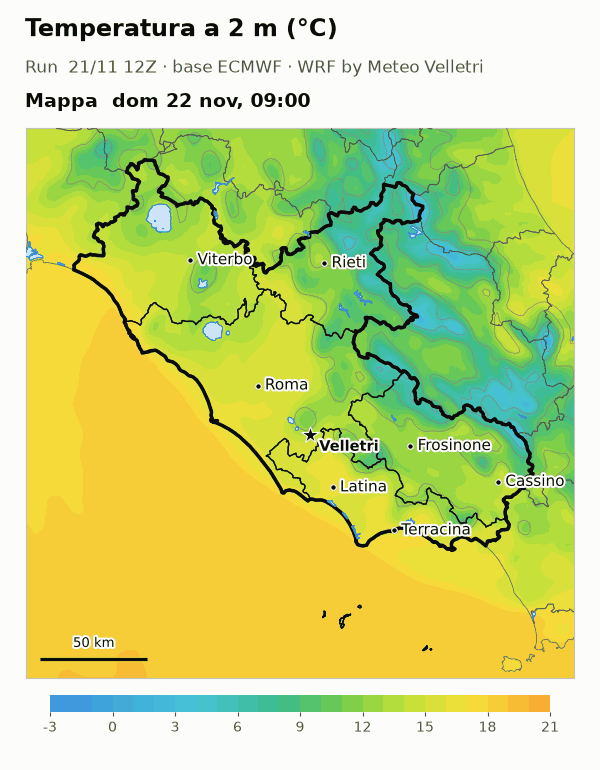 Temperatura a 2 m (°C)
Run  21/11 12Z · base ECMWF · WRF by Meteo Velletri
Mappa  dom 22 nov, 09:00
Viterbo
Rieti
Roma
Velletri
Frosinone
Cassino
Latina
Terracina
50 km
-3 0 3 6 9 12 15 18 21